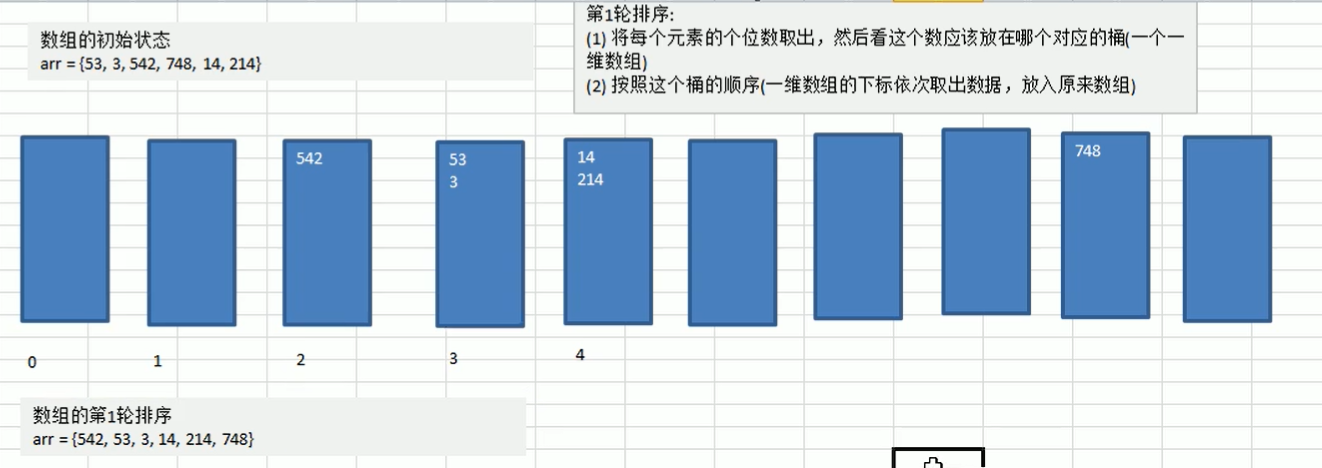 数组的初始状态
arr = {53, 3, 542, 748, 14, 214}
第1轮排序:
(1) 将每个元素的个位数取出，然后看这个数应该放在哪个对应的桶(一个一
维数组)
(2) 按照这个桶的顺序(一维数组的下标依次取出数据，放入原来数组)
542
53
3
14
214
748
0
1
2
3
4
数组的第1轮排序
arr = {542, 53, 3, 14, 214, 748}